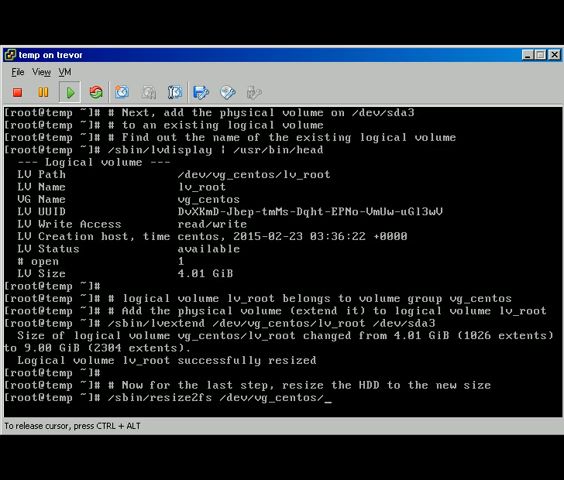 temp on trevor
File View VM
[root@temp ~]# # Next, add the physical volume on /dev/sda3
[root@temp ~]# # to an existing logical volume
[root@temp ~]# # Find out the name of the existing logical volume
[root@temp ~]# /sbin/lvdisplay | /usr/bin/head
--- Logical volume ---
LV Path /dev/vg_centos/lv_root
LV Name lv_root
VG Name vg_centos
LV UUID DvXKmD-Jbep-tmMs-Dqht-EPNo-VmUw-uGl3wV
LV Write Access read/write
LV Creation host, time centos, 2015-02-23 03:36:22 +0000
LV Status available
# open 1
LV Size 4.01 GiB
[root@temp ~]#
[root@temp ~]# # logical volume lv_root belongs to volume group vg_centos
[root@temp ~]# # Add the physical volume (extend it) to logical volume lv_root
[root@temp ~]# /sbin/lvextend /dev/vg_centos/lv_root /dev/sda3
Size of logical volume vg_centos/lv_root changed from 4.01 GiB (1026 extents)
to 9.00 GiB (2304 extents).
Logical volume lv_root successfully resized
[root@temp ~]#
[root@temp ~]# # Now for the last step, resize the HDD to the new size
[root@temp ~]# /sbin/resize2fs /dev/vg_centos/_
To release cursor, press CTRL + ALT